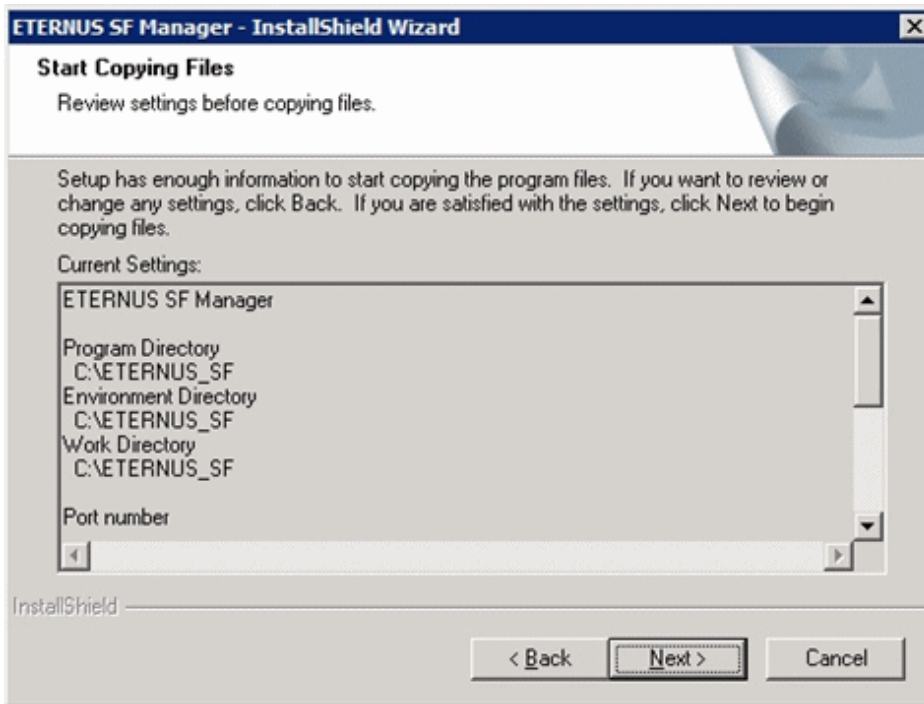 ETERNUS SF Manager - InstallShield Wizard
Start Copying Files
Review settings before copying files.
Setup has enough information to start copying the program files. If you want to review or
change any settings, click Back. If you are satisfied with the settings, click Next to begin
copying files.
Current Settings:
ETERNUS SF Manager
Program Directory
C:\ETERNUS_SF
Environment Directory
C:\ETERNUS_SF
Work Directory
C:\ETERNUS_SF
Port number
InstallShield
< Back
Next >
Cancel